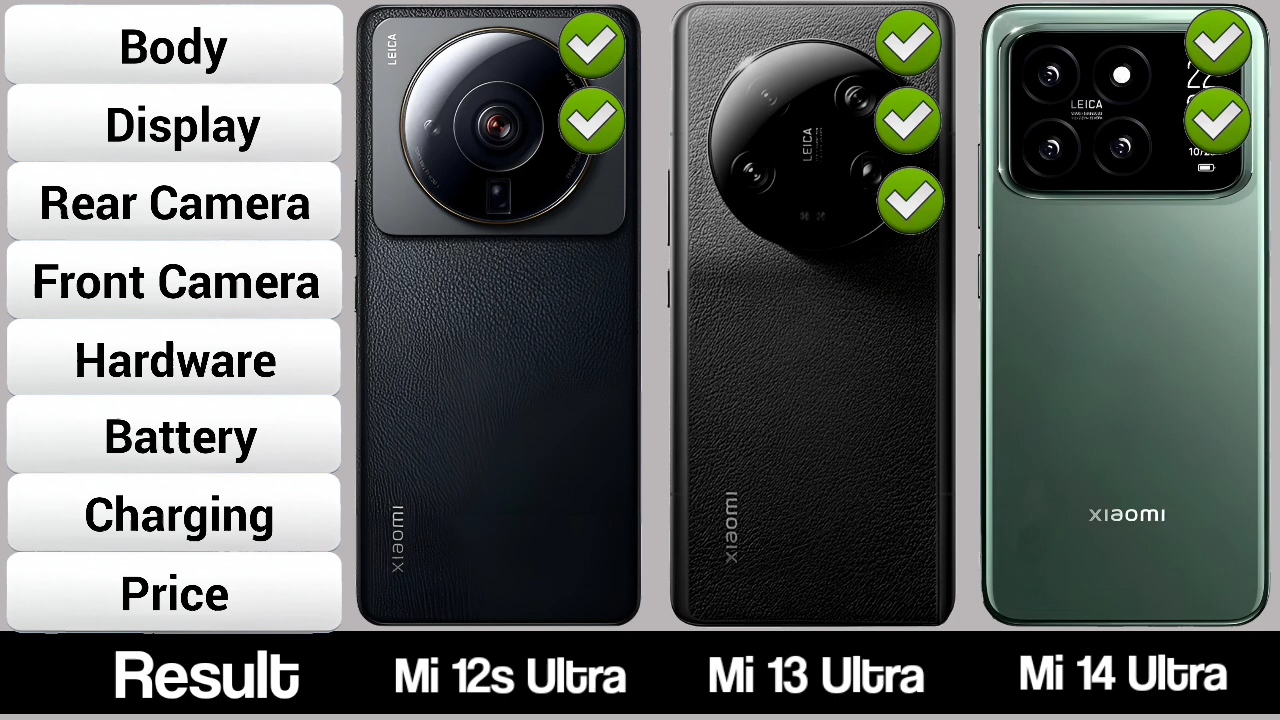 Body
Display
Rear Camera
Front Camera
Hardware
Battery
Charging
Price
Result
LEICA
xiaomi
Mi 12s Ultra
LEICA
xiaomi
Mi 13 Ultra
LEICA
22
xiaomi
Mi 14 Ultra